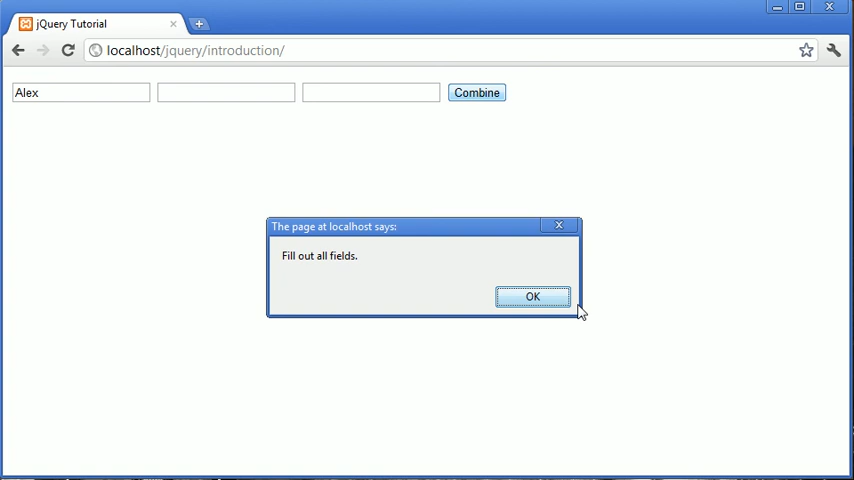 jQuery Tutorial
localhost/jquery/introduction/
Alex
Combine
The page at localhost says:
Fill out all fields.
OK